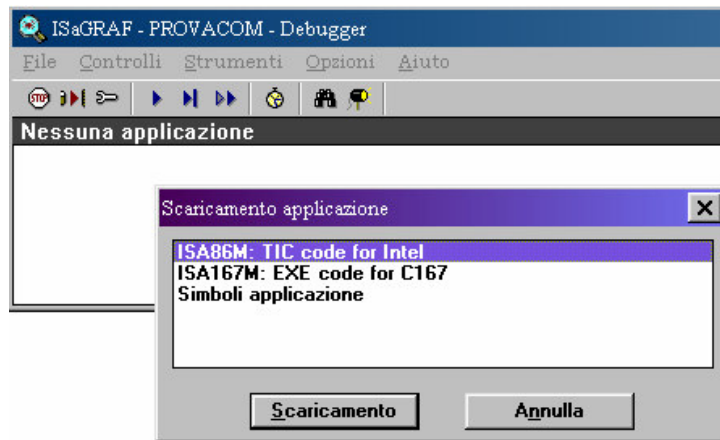 ISaGRAF - PROVACOM - Debugger
File Controlli Strumenti Opzioni Aiuto
STOP
Nessuna applicazione
Scaricamento applicazione
ISA86M: TIC code for Intel
ISA167M: EXE code for C167
Simboli applicazione
Scaricamento Annulla